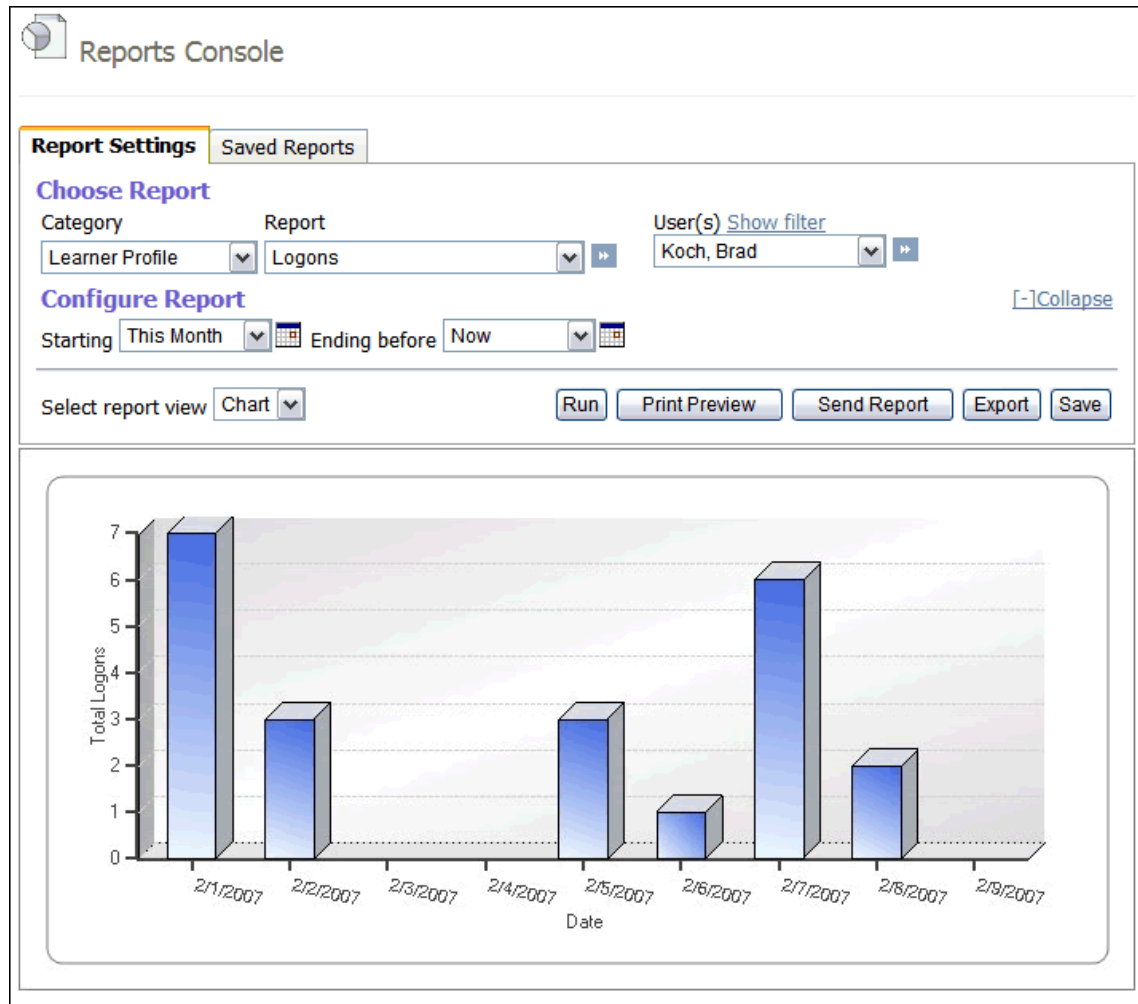 Reports Console
Report Settings Saved Reports
Choose Report
Category Report User(s) Show filter
Learner Profile Logons Koch, Brad
Configure Report [-]Collapse
Starting This Month Ending before Now
Select report view Chart Run Print Preview Send Report Export Save
7
6
5
4
3
2
1
0
Total Logons
2/1/2007 2/2/2007 2/3/2007 2/4/2007 2/5/2007 2/6/2007 2/7/2007 2/8/2007 2/9/2007
Date